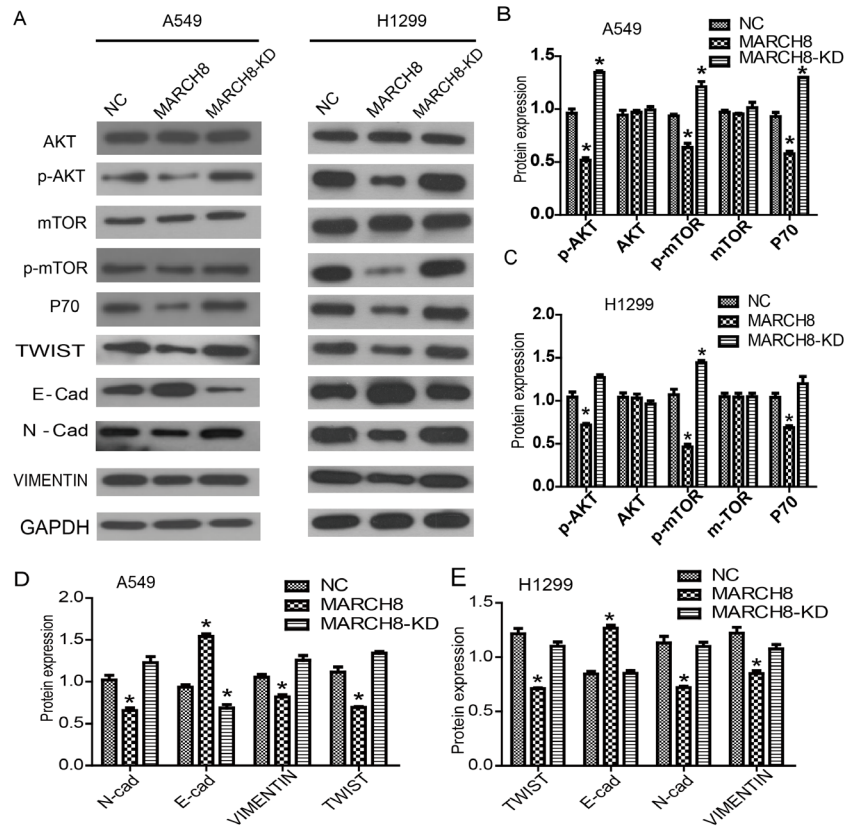 A
A549
H1299
NC
MARCH8
MARCH8-KD
NC
MARCH8
MARCH8-KD
AKT
p-AKT
mTOR
p-mTOR
P70
TWIST
E-Cad
N -Cad
VIMENTIN
GAPDH
B
A549
NC
MARCH8
MARCH8-KD
Protein expression
1.5
1.0
0.5
0.0
* * * * * *
p-AKT
AKT
p-mTOR
mTOR
P70
C
H1299
NC
MARCH8
MARCH8-KD
Protein expression
2.0
1.5
1.0
0.5
0.0
* * * *
p-AKT
AKT
p-mTOR
m-TOR
P70
D
A549
NC
MARCH8
MARCH8-KD
Protein expression
2.0
1.5
1.0
0.5
0.0
* * * * *
N-cad
E-cad
VIMENTIN
TWIST
E
H1299
NC
MARCH8
MARCH8-KD
Protein expression
1.5
1.0
0.5
0.0
* * * *
TWIST
E-cad
N-cad
VIMENTIN